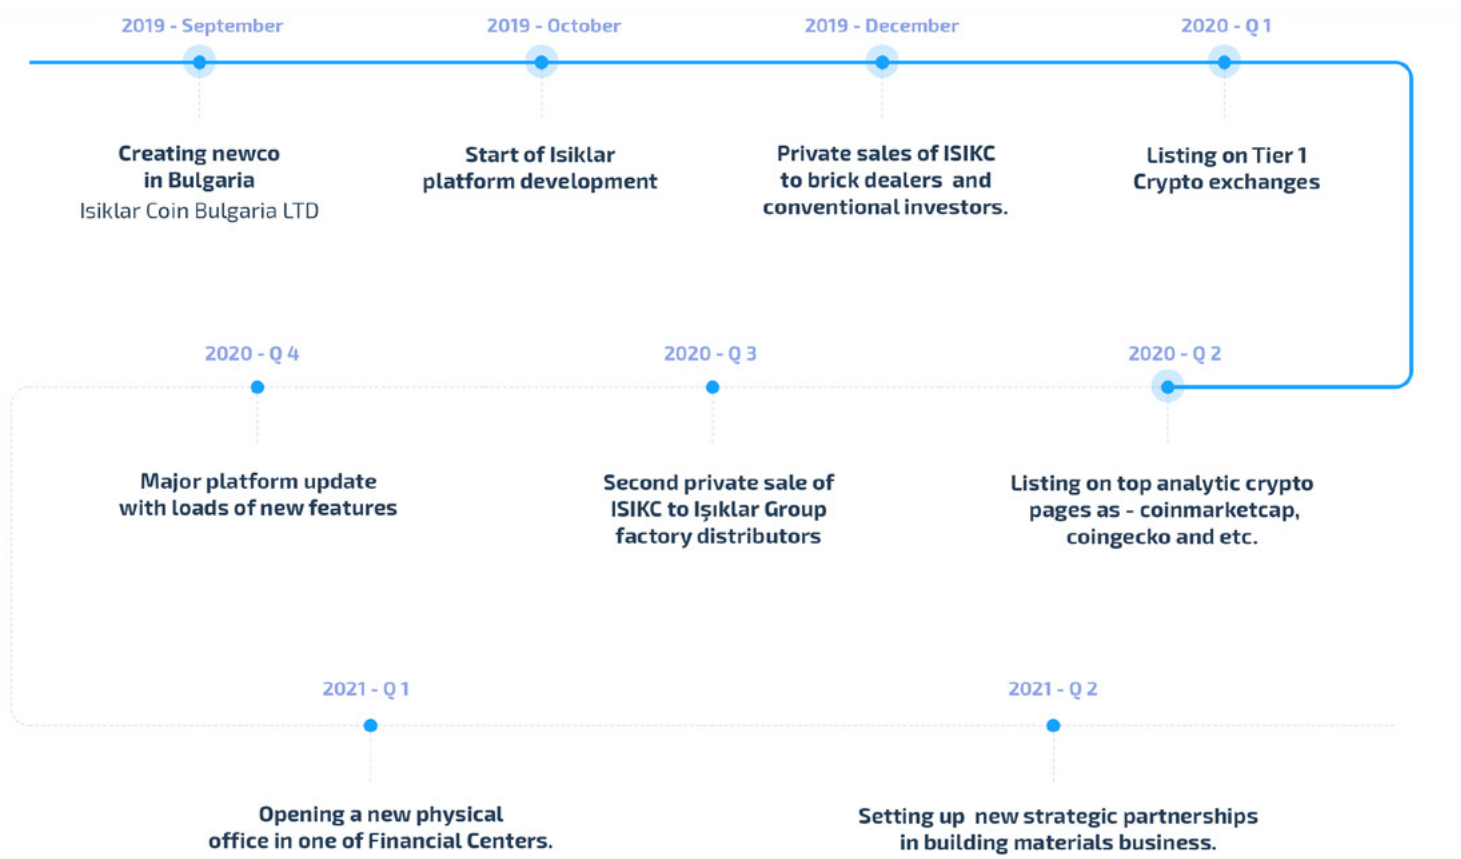 2019 - September
Creating newco
in Bulgaria
Isiklar Coin Bulgaria LTD
2019 - October
Start of Isiklar
platform development
2019 - December
Private sales of ISIKC
to brick dealers and
conventional investors.
2020 - Q 1
Listing on Tier 1
Crypto exchanges
2020 - Q 2
Listing on top analytic crypto
pages as - coinmarketcap,
coingecko and etc.
2020 - Q 3
Second private sale of
ISIKC to Işıklar Group
factory distributors
2020 - Q 4
Major platform update
with loads of new features
2021 - Q 1
Opening a new physical
office in one of Financial Centers.
2021 - Q 2
Setting up new strategic partnerships
in building materials business.